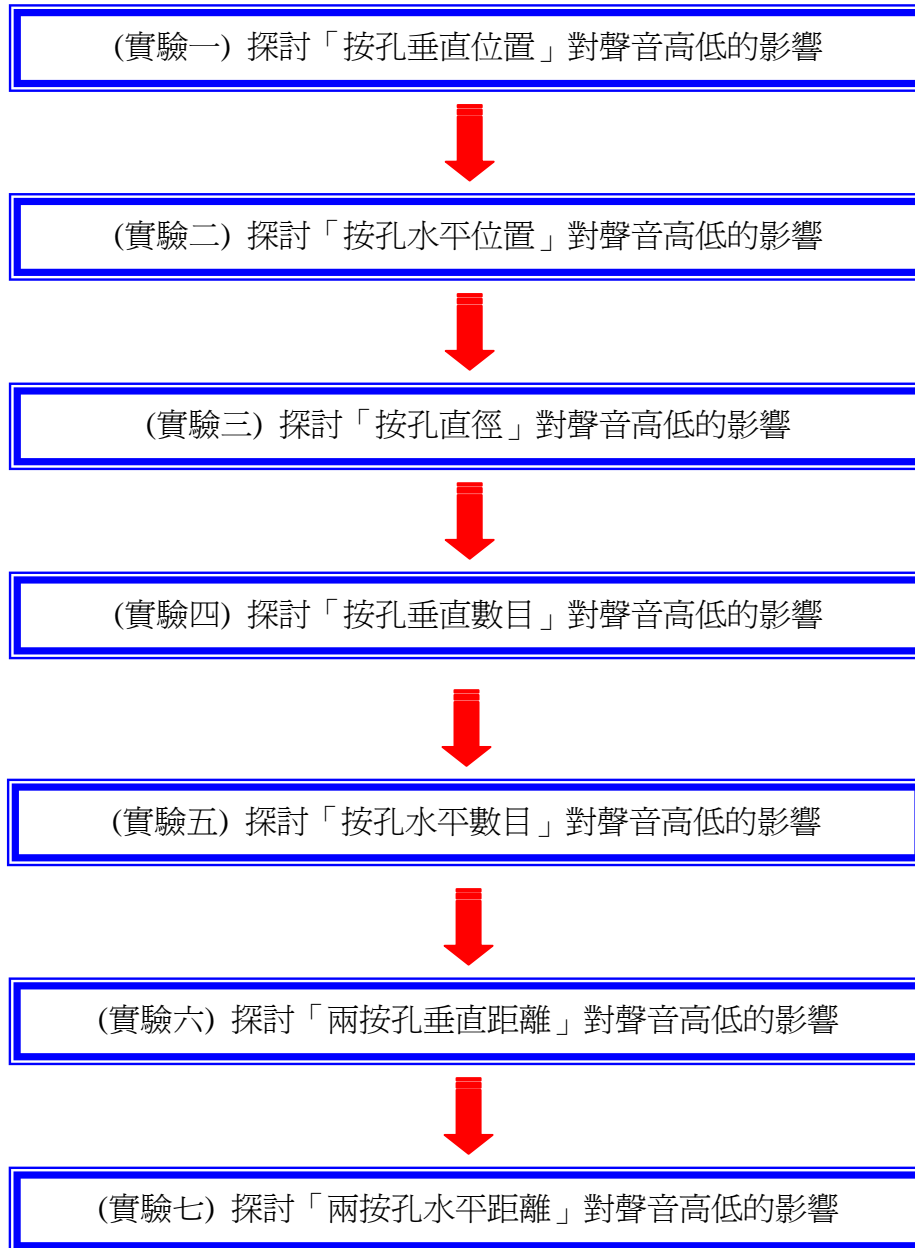 (實驗一) 探討「按孔垂直位置」對聲音高低的影響
(實驗二) 探討「按孔水平位置」對聲音高低的影響
(實驗三) 探討「按孔直徑」對聲音高低的影響
(實驗四) 探討「按孔垂直數目」對聲音高低的影響
(實驗五) 探討「按孔水平數目」對聲音高低的影響
(實驗六) 探討「兩按孔垂直距離」對聲音高低的影響
(實驗七) 探討「兩按孔水平距離」對聲音高低的影響